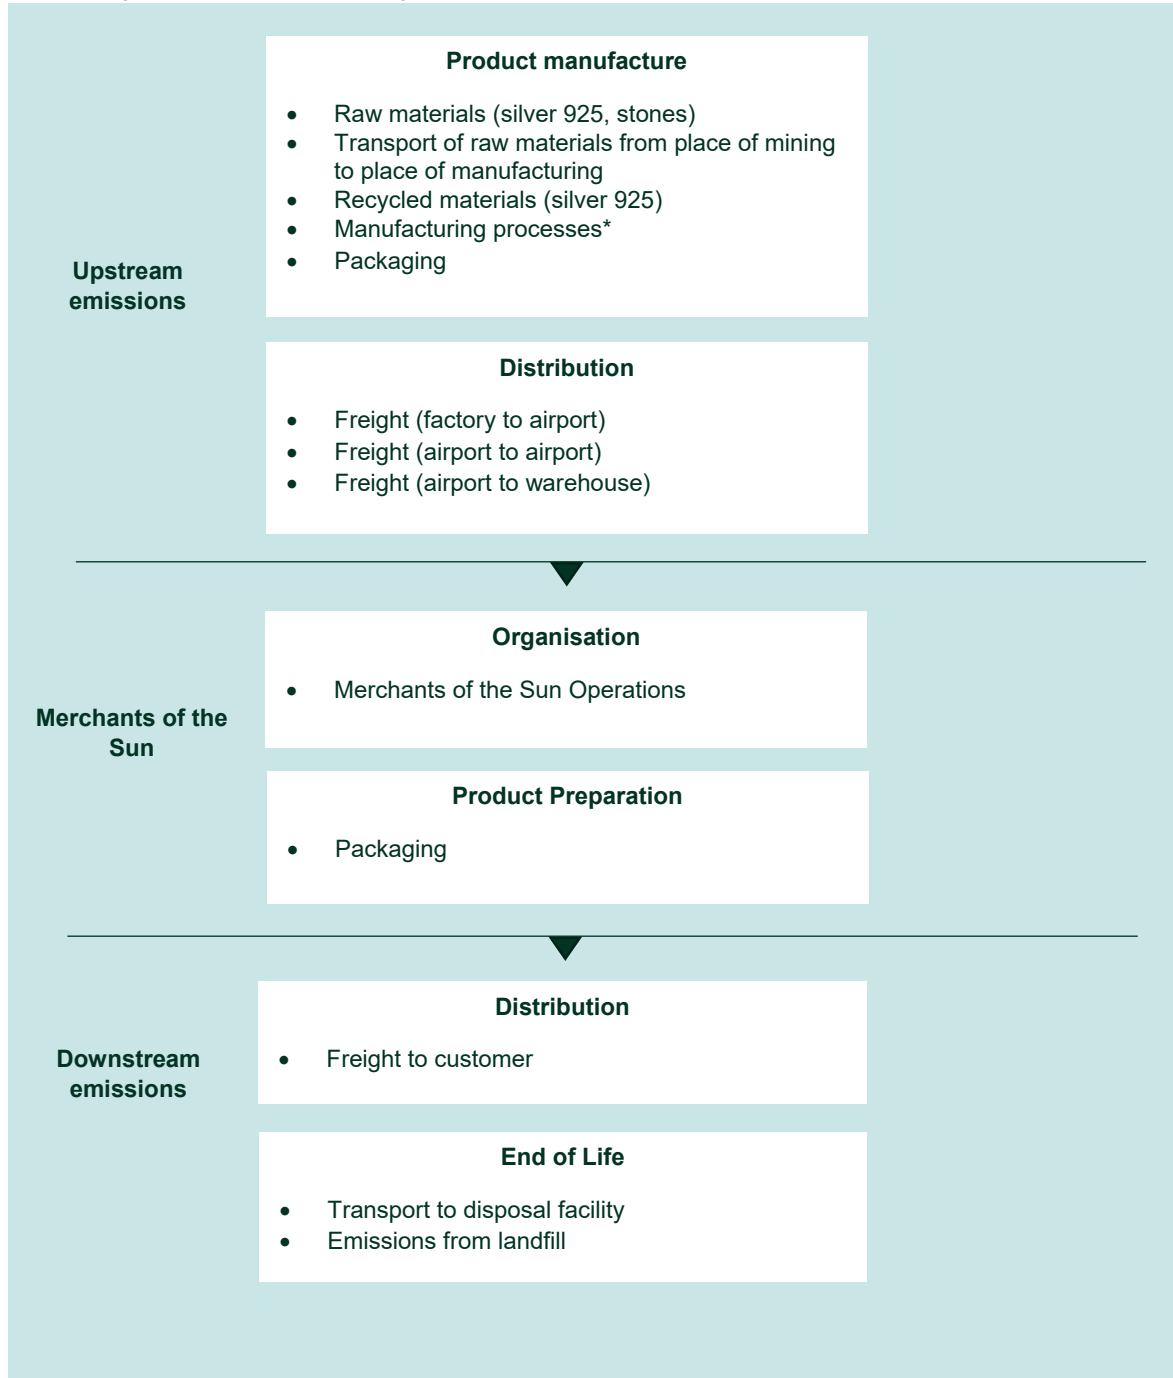 Product manufacture
• Raw materials (silver 925, stones)
• Transport of raw materials from place of mining
to place of manufacturing
• Recycled materials (silver 925)
• Manufacturing processes*
• Packaging
Upstream
emissions
Distribution
• Freight (factory to airport)
• Freight (airport to airport)
• Freight (airport to warehouse)
Organisation
• Merchants of the Sun Operations
Merchants of the
Sun
Product Preparation
• Packaging
Distribution
• Freight to customer
Downstream
emissions
End of Life
• Transport to disposal facility
• Emissions from landfill